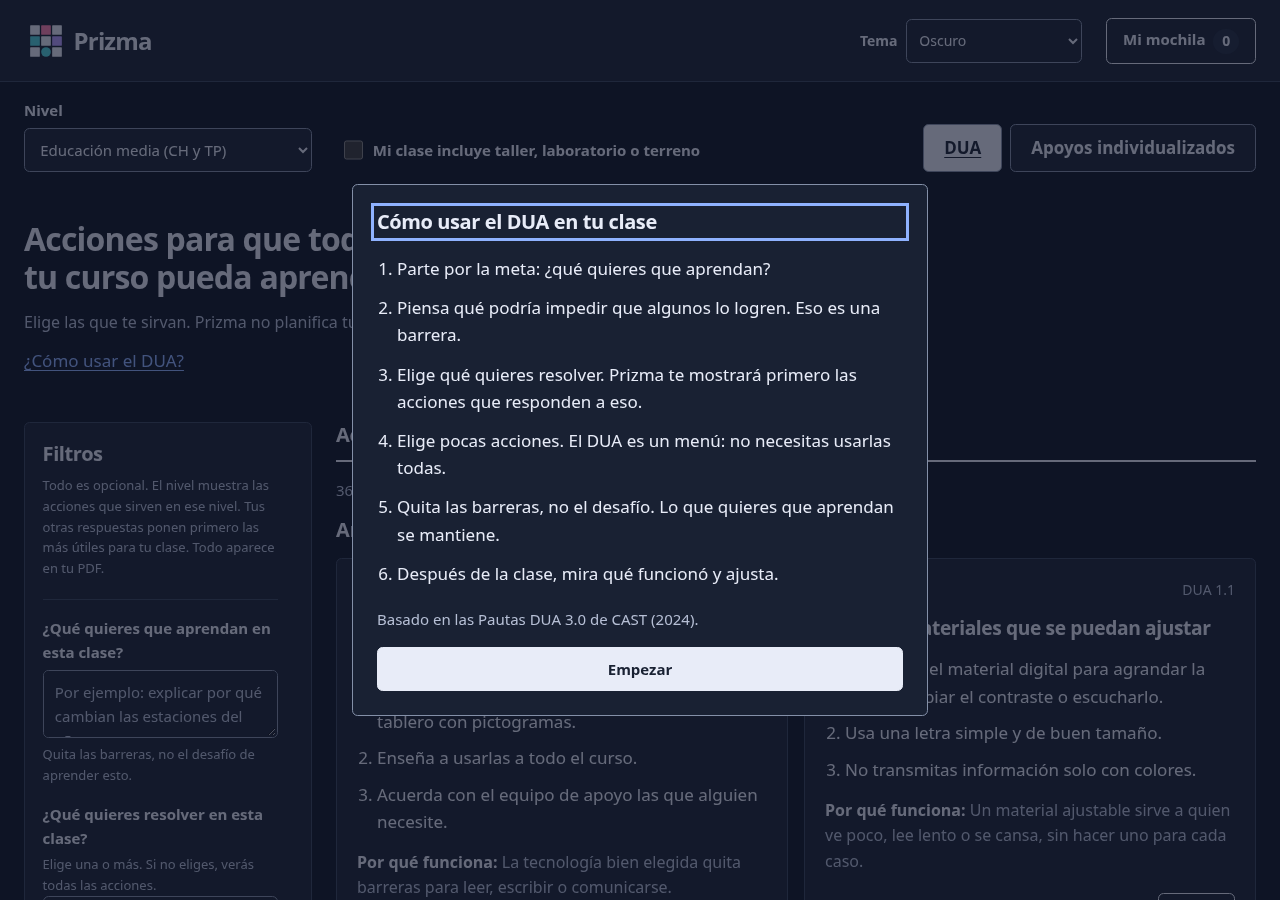 Prizma
Tema
Oscuro
Mi mochila 0
Nivel
Educación media (CH y TP)
Mi clase incluye taller, laboratorio o terreno
DUA
Apoyos individualizados
Acciones para que tod
tu curso pueda aprend
Elige las que te sirvan. Prizma no planifica tu
¿Cómo usar el DUA?
Cómo usar el DUA en tu clase
1. Parte por la meta: ¿qué quieres que aprendan?
2. Piensa qué podría impedir que algunos lo logren. Eso es una
barrera.
3. Elige qué quieres resolver. Prizma te mostrará primero las
acciones que responden a eso.
4. Elige pocas acciones. El DUA es un menú: no necesitas usarlas
todas.
5. Quita las barreras, no el desafío. Lo que quieres que aprendan
se mantiene.
6. Después de la clase, mira qué funcionó y ajusta.
Basado en las Pautas DUA 3.0 de CAST (2024).
Empezar
Filtros
Todo es opcional. El nivel muestra las
acciones que sirven en ese nivel. Tus
otras respuestas ponen primero las
más útiles para tu clase. Todo aparece
en tu PDF.
¿Qué quieres que aprendan en
esta clase?
Por ejemplo: explicar por qué
cambian las estaciones del
Quita las barreras, no el desafío de
aprender esto.
¿Qué quieres resolver en esta
clase?
Elige una o más. Si no eliges, verás
todas las acciones.
36
tablero con pictogramas.
2. Enseña a usarlas a todo el curso.
3. Acuerda con el equipo de apoyo las que alguien
necesite.
Por qué funciona: La tecnología bien elegida quita
barreras para leer, escribir o comunicarse.
DUA 1.1
ateriales que se puedan ajustar
el material digital para agrandar la
biar el contraste o escucharlo.
2. Usa una letra simple y de buen tamaño.
3. No transmitas información solo con colores.
Por qué funciona: Un material ajustable sirve a quien
ve poco, lee lento o se cansa, sin hacer uno para cada
caso.